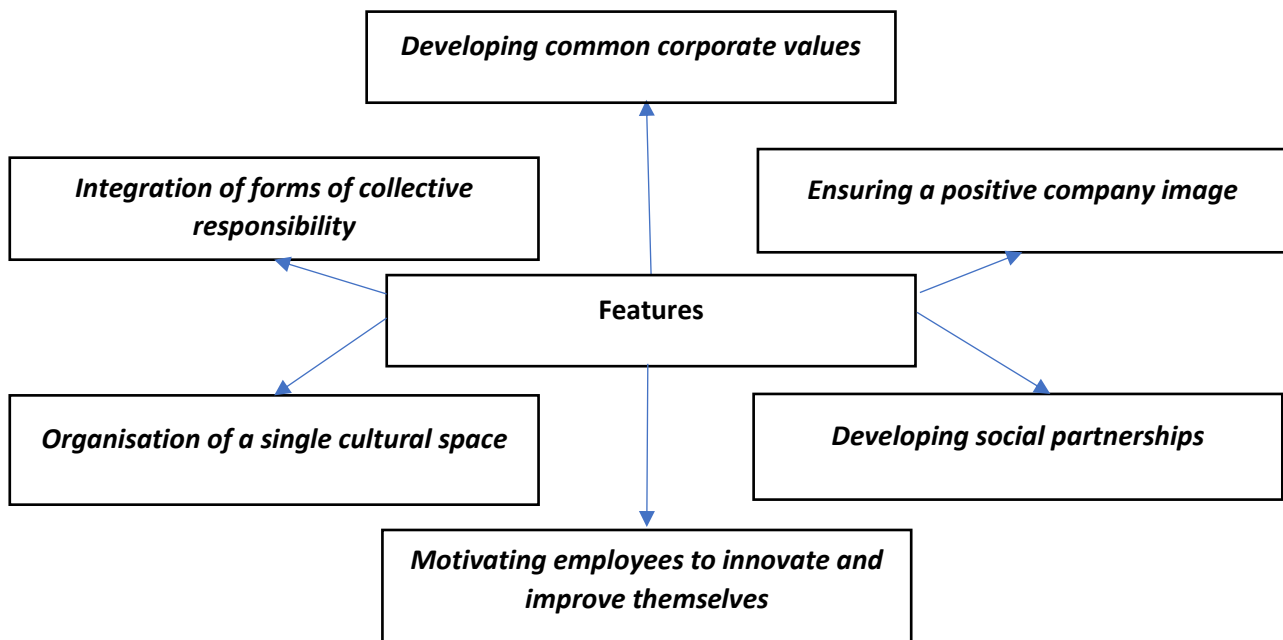 Developing common corporate values
Integration of forms of collective
responsibility
Ensuring a positive company image
Features
Organisation of a single cultural space
Developing social partnerships
Motivating employees to innovate and
improve themselves